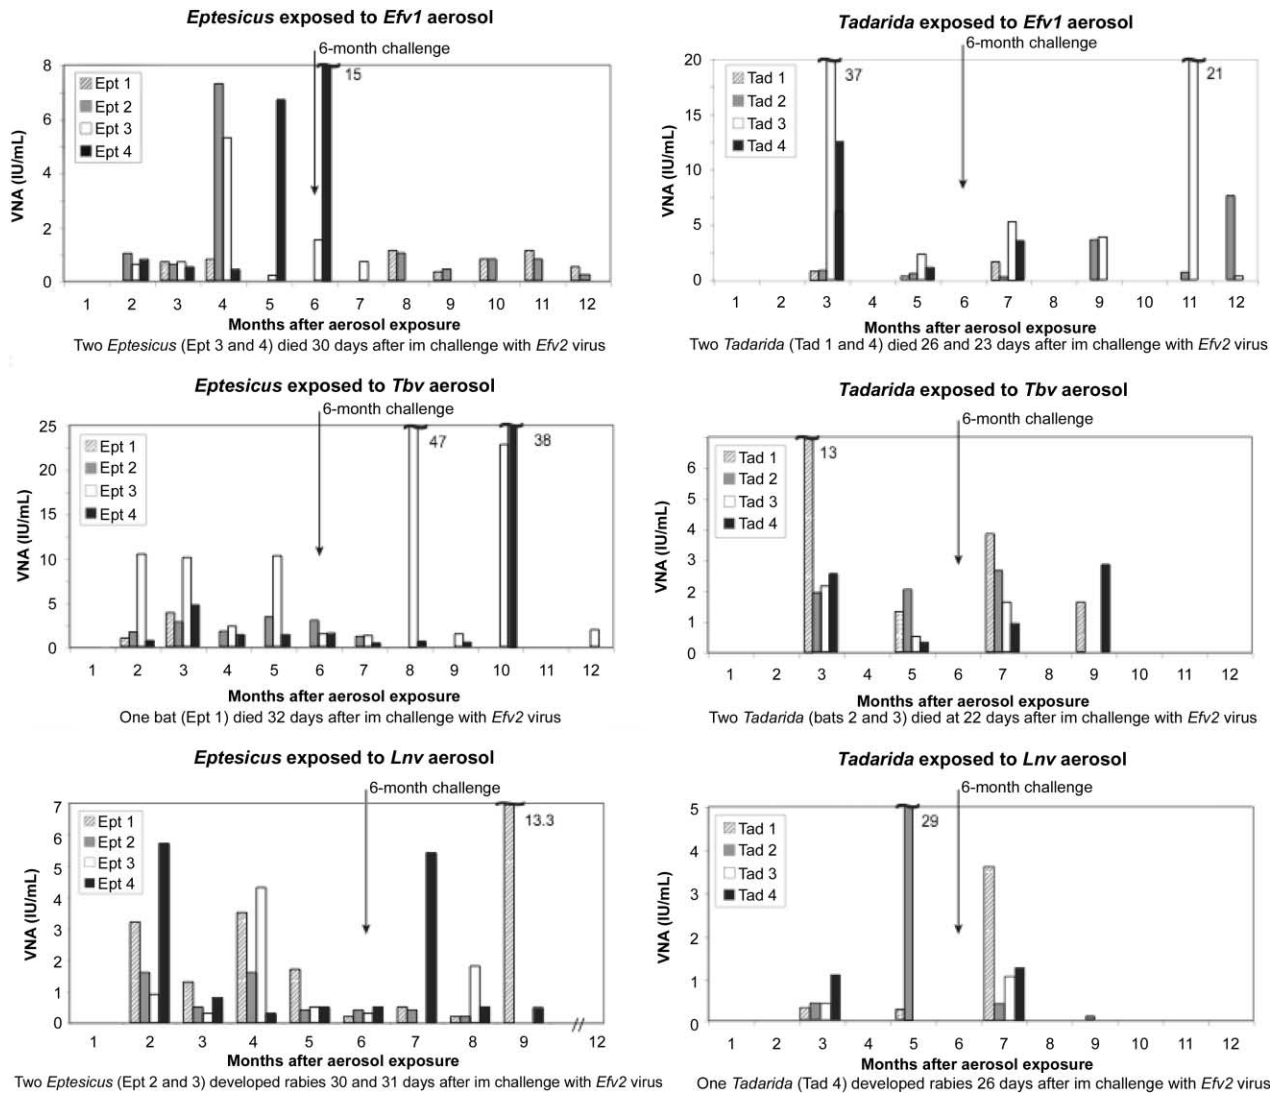 Eptesicus exposed to Efv1 aerosol
6-month challenge
VNA (IU/mL)
8
6
4
2
0
Ept 1
Ept 2
Ept 3
Ept 4
15
1 2 3 4 5 6 7 8 9 10 11 12
Months after aerosol exposure
Two Eptesicus (Ept 3 and 4) died 30 days after im challenge with Efv2 virus
Tadarida exposed to Efv1 aerosol
6-month challenge
VNA (IU/mL)
20
15
10
5
0
Tad 1
Tad 2
Tad 3
Tad 4
37
21
1 2 3 4 5 6 7 8 9 10 11 12
Months after aerosol exposure
Two Tadarida (Tad 1 and 4) died 26 and 23 days after im challenge with Efv2 virus
Eptesicus exposed to Tbv aerosol
6-month challenge
VNA (IU/mL)
25
20
15
10
5
0
Ept 1
Ept 2
Ept 3
Ept 4
47
38
1 2 3 4 5 6 7 8 9 10 11 12
Months after aerosol exposure
One bat (Ept 1) died 32 days after im challenge with Efv2 virus
Tadarida exposed to Tbv aerosol
6-month challenge
VNA (IU/mL)
6
5
4
3
2
1
0
Tad 1
Tad 2
Tad 3
Tad 4
13
1 2 3 4 5 6 7 8 9 10 11 12
Months after aerosol exposure
Two Tadarida (bats 2 and 3) died at 22 days after im challenge with Efv2 virus
Eptesicus exposed to Lnv aerosol
6-month challenge
VNA (IU/mL)
7
6
5
4
3
2
1
0
Ept 1
Ept 2
Ept 3
Ept 4
13.3
1 2 3 4 5 6 7 8 9 // 12
Months after aerosol exposure
Two Eptesicus (Ept 2 and 3) developed rabies 30 and 31 days after im challenge with Efv2 virus
Tadarida exposed to Lnv aerosol
6-month challenge
VNA (IU/mL)
5
4
3
2
1
0
Tad 1
Tad 2
Tad 3
Tad 4
29
1 2 3 4 5 6 7 8 9 10 11 12
Months after aerosol exposure
One Tadarida (Tad 4) developed rabies 26 days after im challenge with Efv2 virus